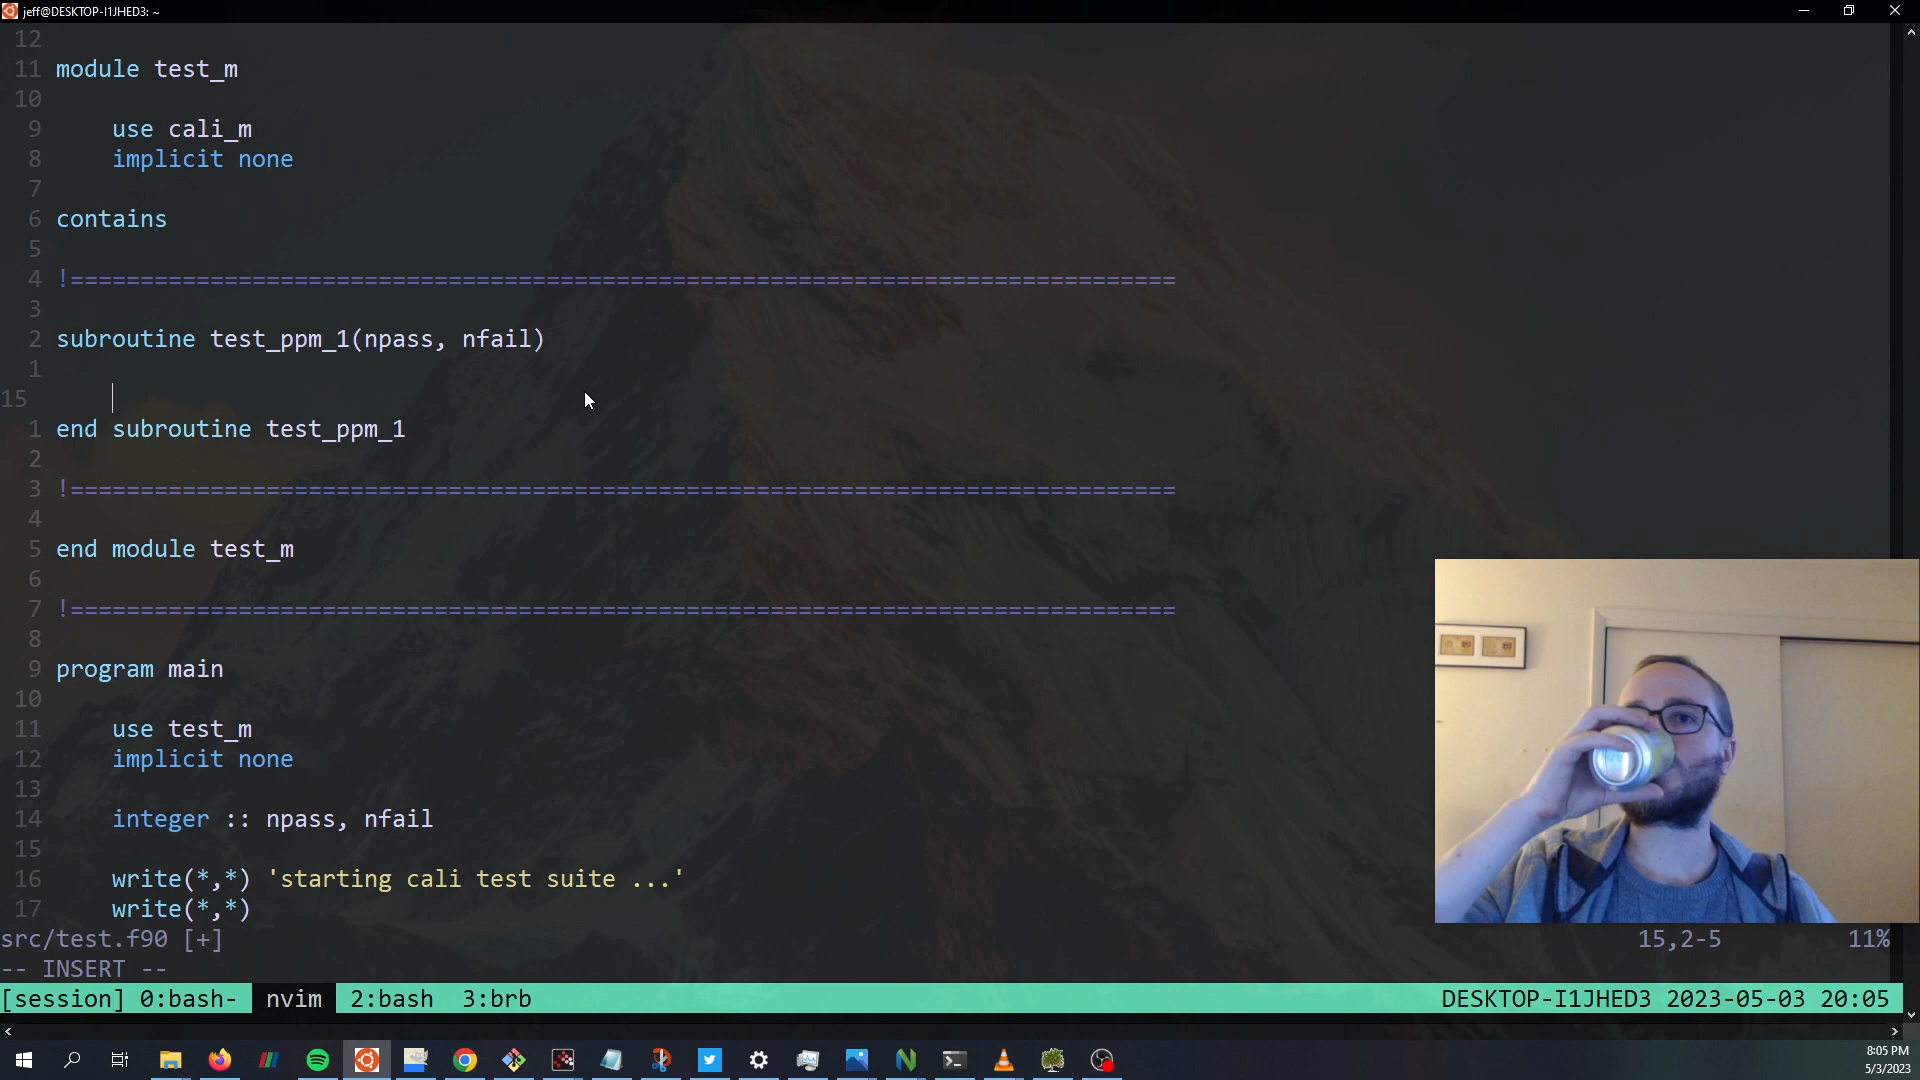 jeff@DESKTOP-I1JHED3: ~
12
11 module test_m
10
9 use cali_m
8 implicit none
7
6 contains
5
4 !===============================================================================
3
2 subroutine test_ppm_1(npass, nfail)
1
15
1 end subroutine test_ppm_1
2
3 !===============================================================================
4
5 end module test_m
6
7 !===============================================================================
8
9 program main
10
11 use test_m
12 implicit none
13
14 integer :: npass, nfail
15
16 write(*,*) 'starting cali test suite ...'
17 write(*,*)
src/test.f90 [+] 15,2-5 11%
-- INSERT --
[session] 0:bash- nvim 2:bash 3:brb DESKTOP-I1JHED3 2023-05-03 20:05
8:05 PM
5/3/2023